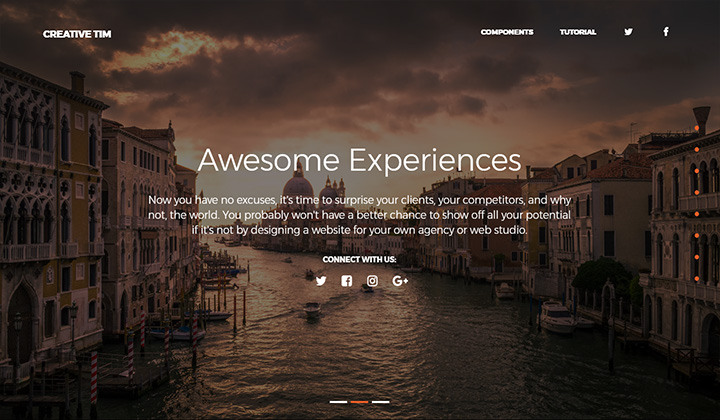 CREATIVE TIM
COMPONENTS
TUTORIAL
Awesome Experiences
Now you have no excuses, it's time to surprise your clients, your competitors, and why
not, the world. You probably won't have a better chance to show off all your potential
if it's not by designing a website for your own agency or web studio.
CONNECT WITH US: